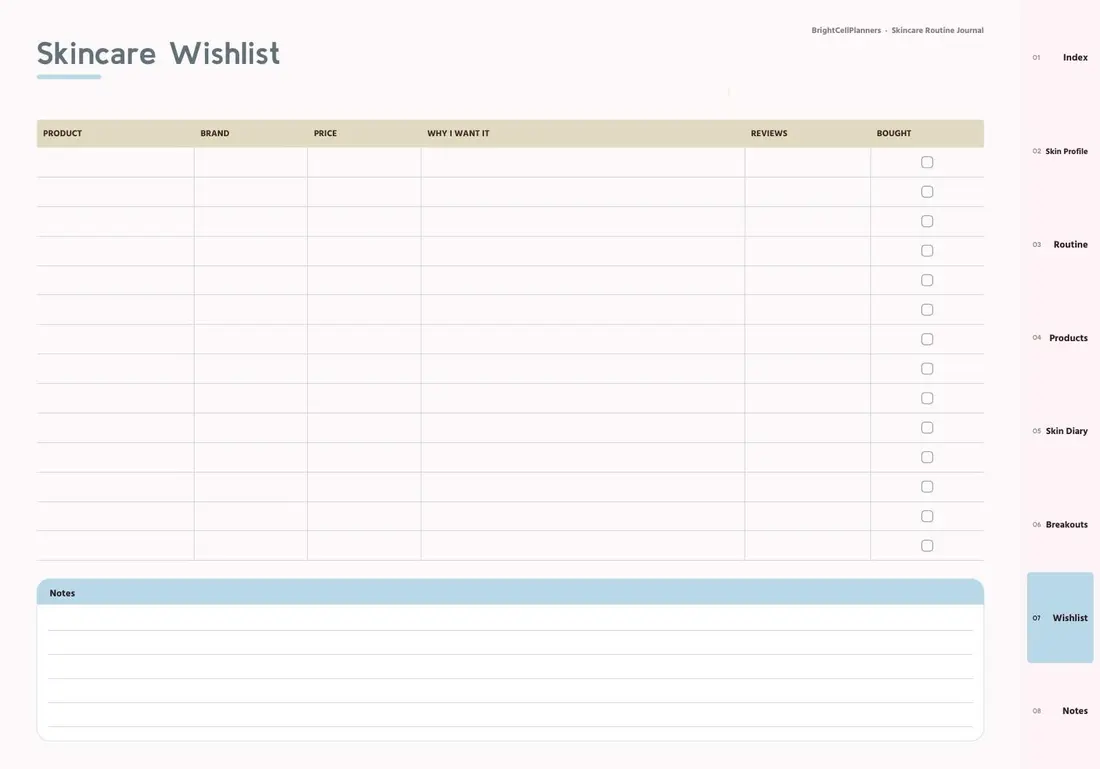 BrightCellPlanners · Skincare Routine Journal
Skincare Wishlist
PRODUCT BRAND PRICE WHY I WANT IT REVIEWS BOUGHT
Notes
01 Index
02 Skin Profile
03 Routine
04 Products
05 Skin Diary
06 Breakouts
07 Wishlist
08 Notes